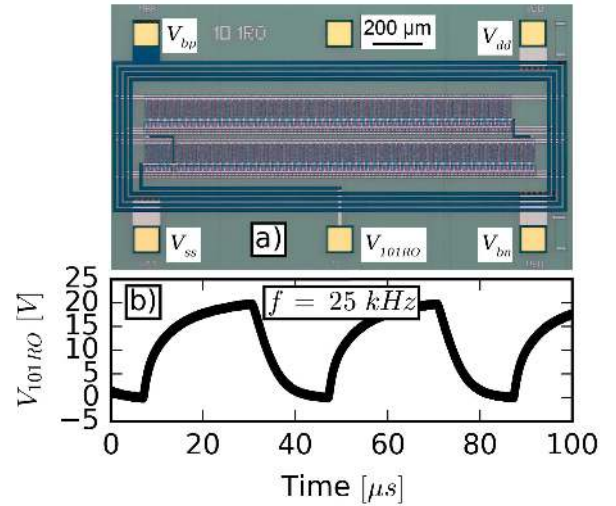 101RO
200 μm
V_bp
V_dd
V_ss
a)
V_101RO
V_bn
b)
f = 25 kHz
V_101RO [V]
25
20
15
10
5
0
−5
0
20
40
60
80
100
Time [μs]